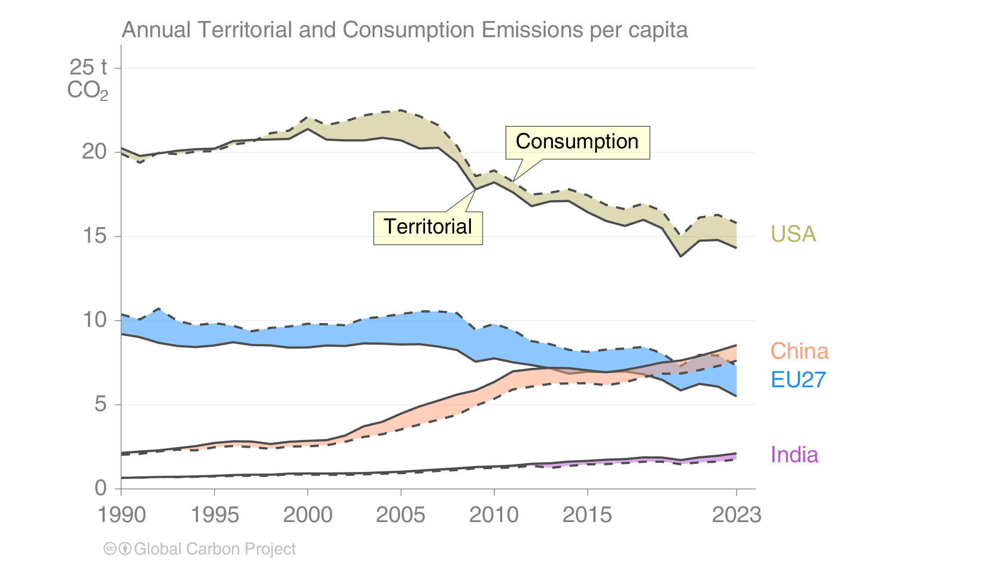 Annual Territorial and Consumption Emissions per capita
25 t
CO₂
20
Consumption
Territorial
15
USA
10
China
EU27
5
India
0
1990 1995 2000 2005 2010 2015 2023
cc Global Carbon Project